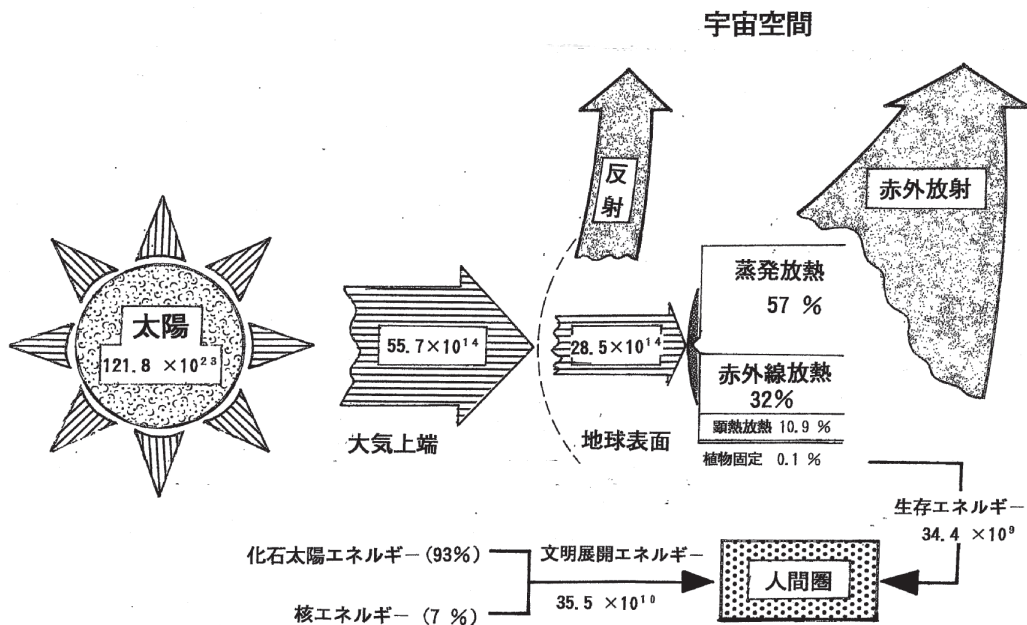 宇宙空間
反
射
赤外放射
太陽
121.8 ×10²³
55.7×10¹⁴
28.5×10¹⁴
蒸発放熱
57 %
赤外線放熱
32%
顕熱放熱 10.9 %
植物固定 0.1 %
大気上端
地球表面
生存エネルギー
34.4 ×10⁹
化石太陽エネルギー (93%)
文明展開エネルギー
35.5 ×10¹⁰
核エネルギー (7 %)
人間圏